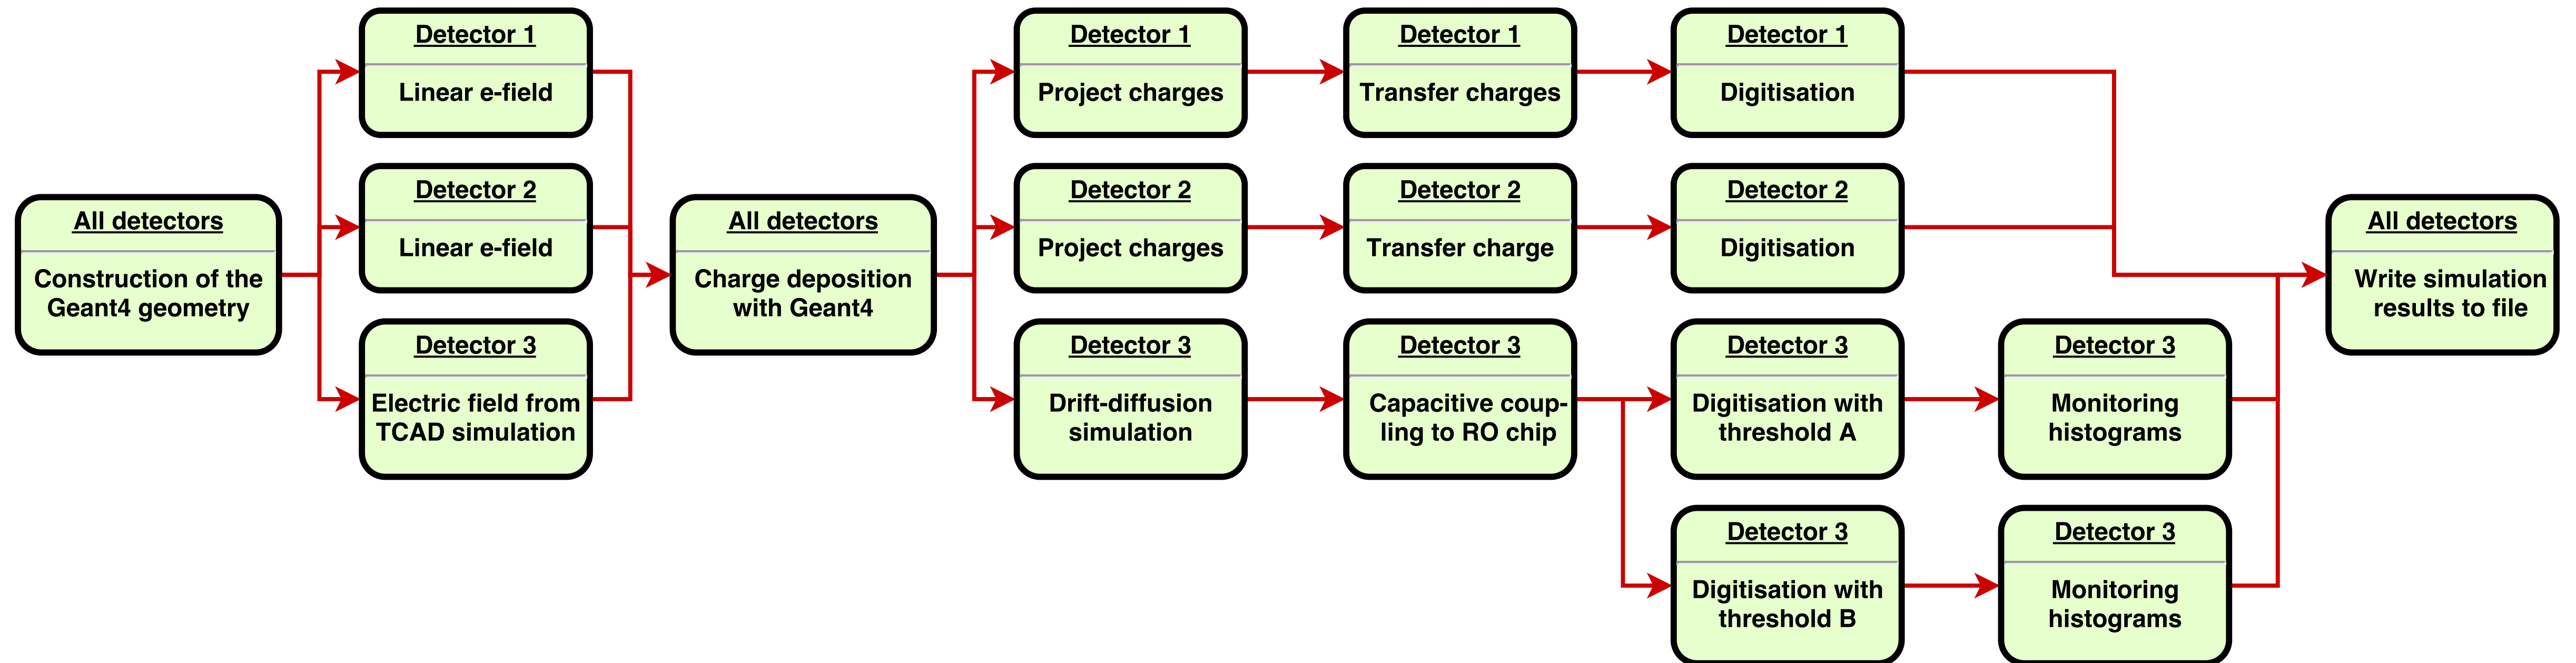 All detectors
Construction of the
Geant4 geometry
Detector 1
Linear e-field
Detector 2
Linear e-field
Detector 3
Electric field from
TCAD simulation
All detectors
Charge deposition
with Geant4
Detector 1
Project charges
Detector 1
Transfer charges
Detector 1
Digitisation
Detector 2
Project charges
Detector 2
Transfer charge
Detector 2
Digitisation
Detector 3
Drift-diffusion
simulation
Detector 3
Capacitive coup-
ling to RO chip
Detector 3
Digitisation with
threshold A
Detector 3
Monitoring
histograms
Detector 3
Digitisation with
threshold B
Detector 3
Monitoring
histograms
All detectors
Write simulation
results to file